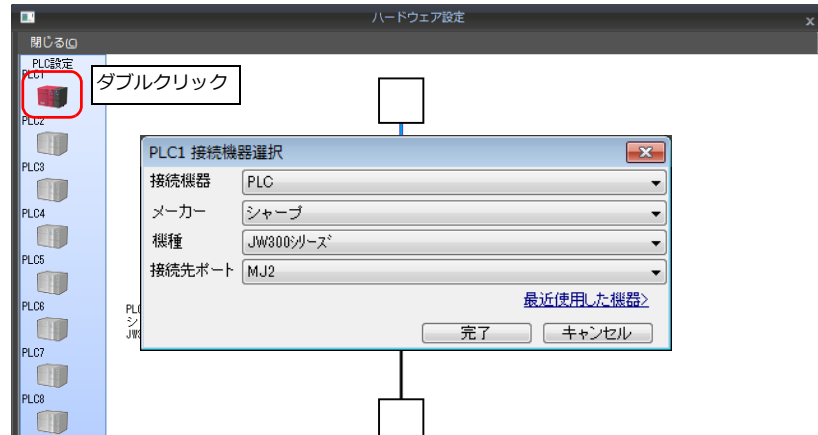 ハードウェア設定
x
閉じる(C)
PLC設定
PLC1
ダブルクリック
PLC2
PLC3
PLC4
PLC5
PLC6
PLC7
PLC8
PLC1 接続機器選択
接続機器 PLC
メーカー シャープ
機種 JW300ｼﾘｰｽﾞ
接続先ポート MJ2
最近使用した機器>
完了 キャンセル